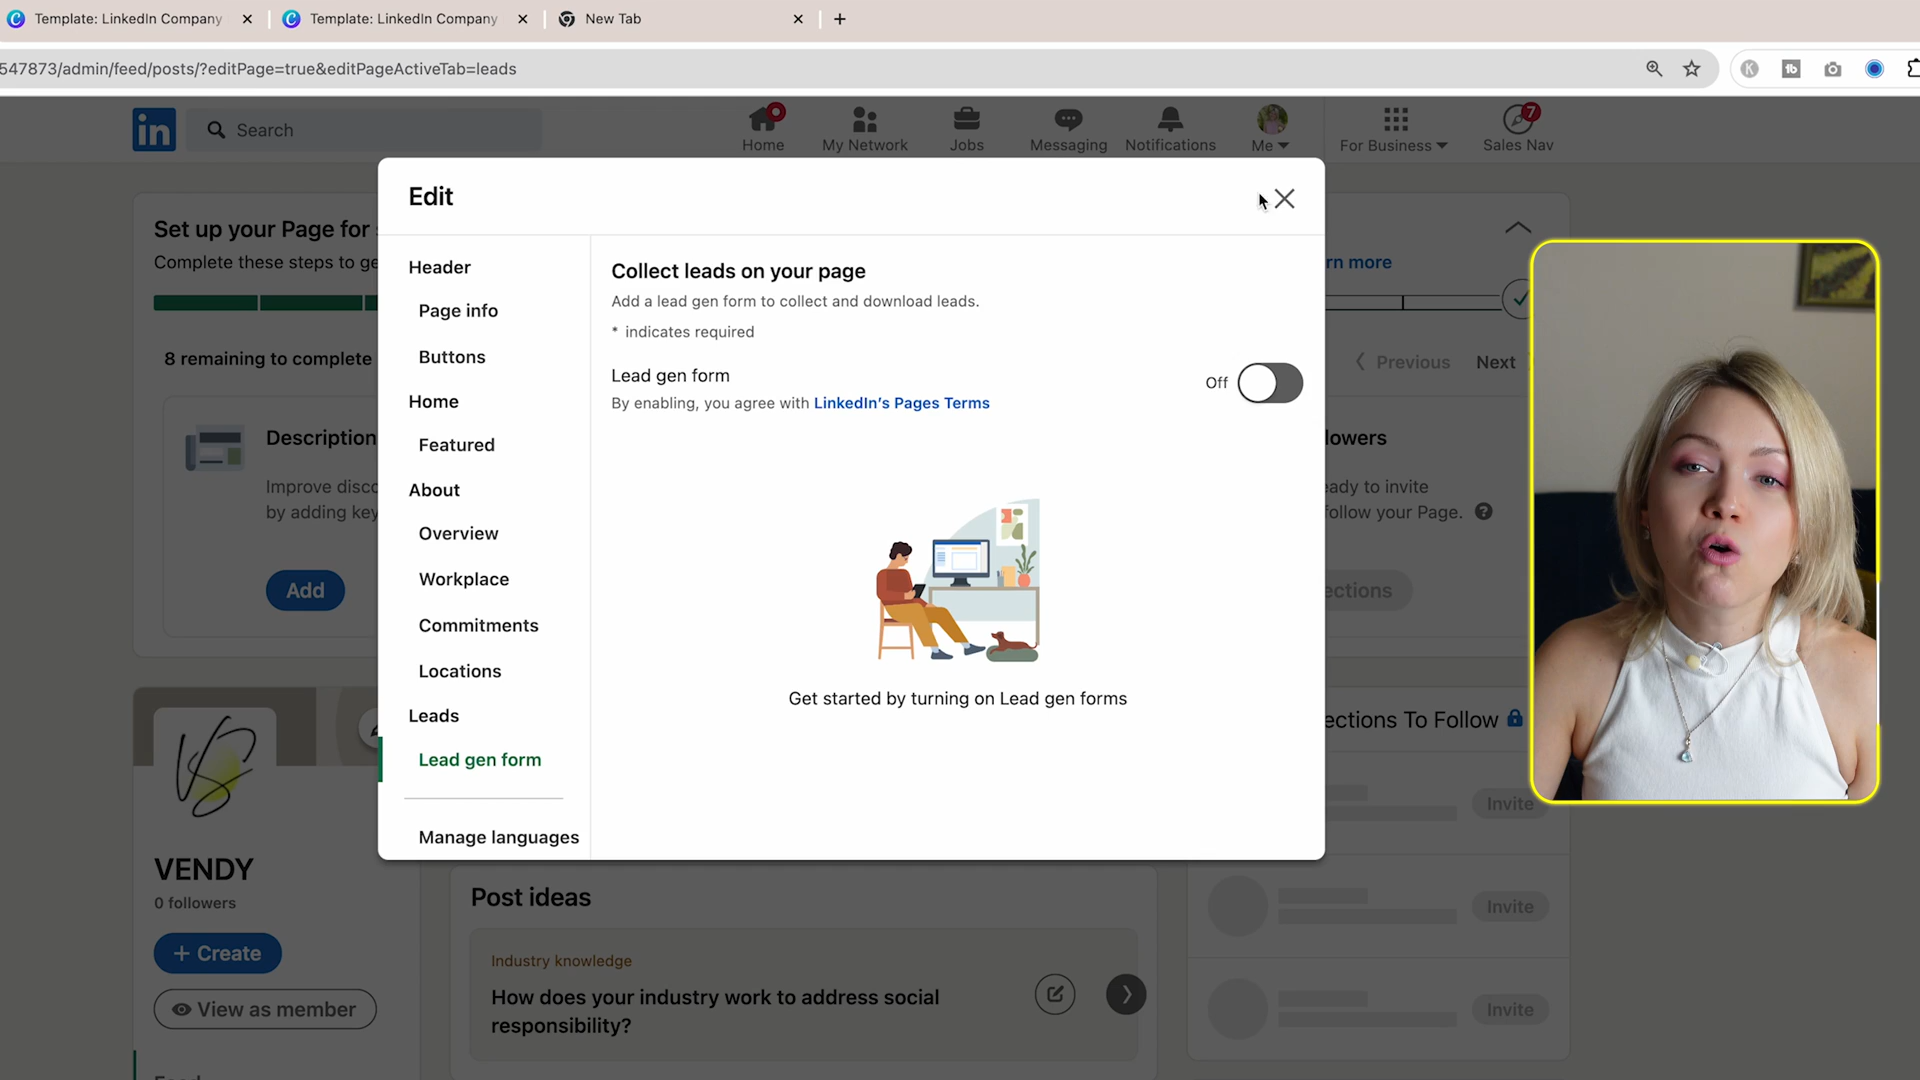 Template: LinkedIn Company
Template: LinkedIn Company
New Tab
547873/admin/feed/posts/?editPage=true&editPageActiveTab=leads
in
Search
Home
My Network
Jobs
Messaging
Notifications
Me
For Business
7
Sales Nav
Set up your Page for
Complete these steps to ge
8 remaining to complete
Description
Improve disco
by adding key
Add
VS
VENDY
0 followers
+ Create
View as member
Edit
Header
Page info
Buttons
Home
Featured
About
Overview
Workplace
Commitments
Locations
Leads
Lead gen form
Manage languages
Collect leads on your page
Add a lead gen form to collect and download leads.
* indicates required
Lead gen form
By enabling, you agree with LinkedIn's Pages Terms
Off
Get started by turning on Lead gen forms
Post ideas
Industry knowledge
How does your industry work to address social
responsibility?
rn more
Previous
Next
lowers
eady to invite
follow your Page.
ections
ections To Follow
Invite
Invite
Invite